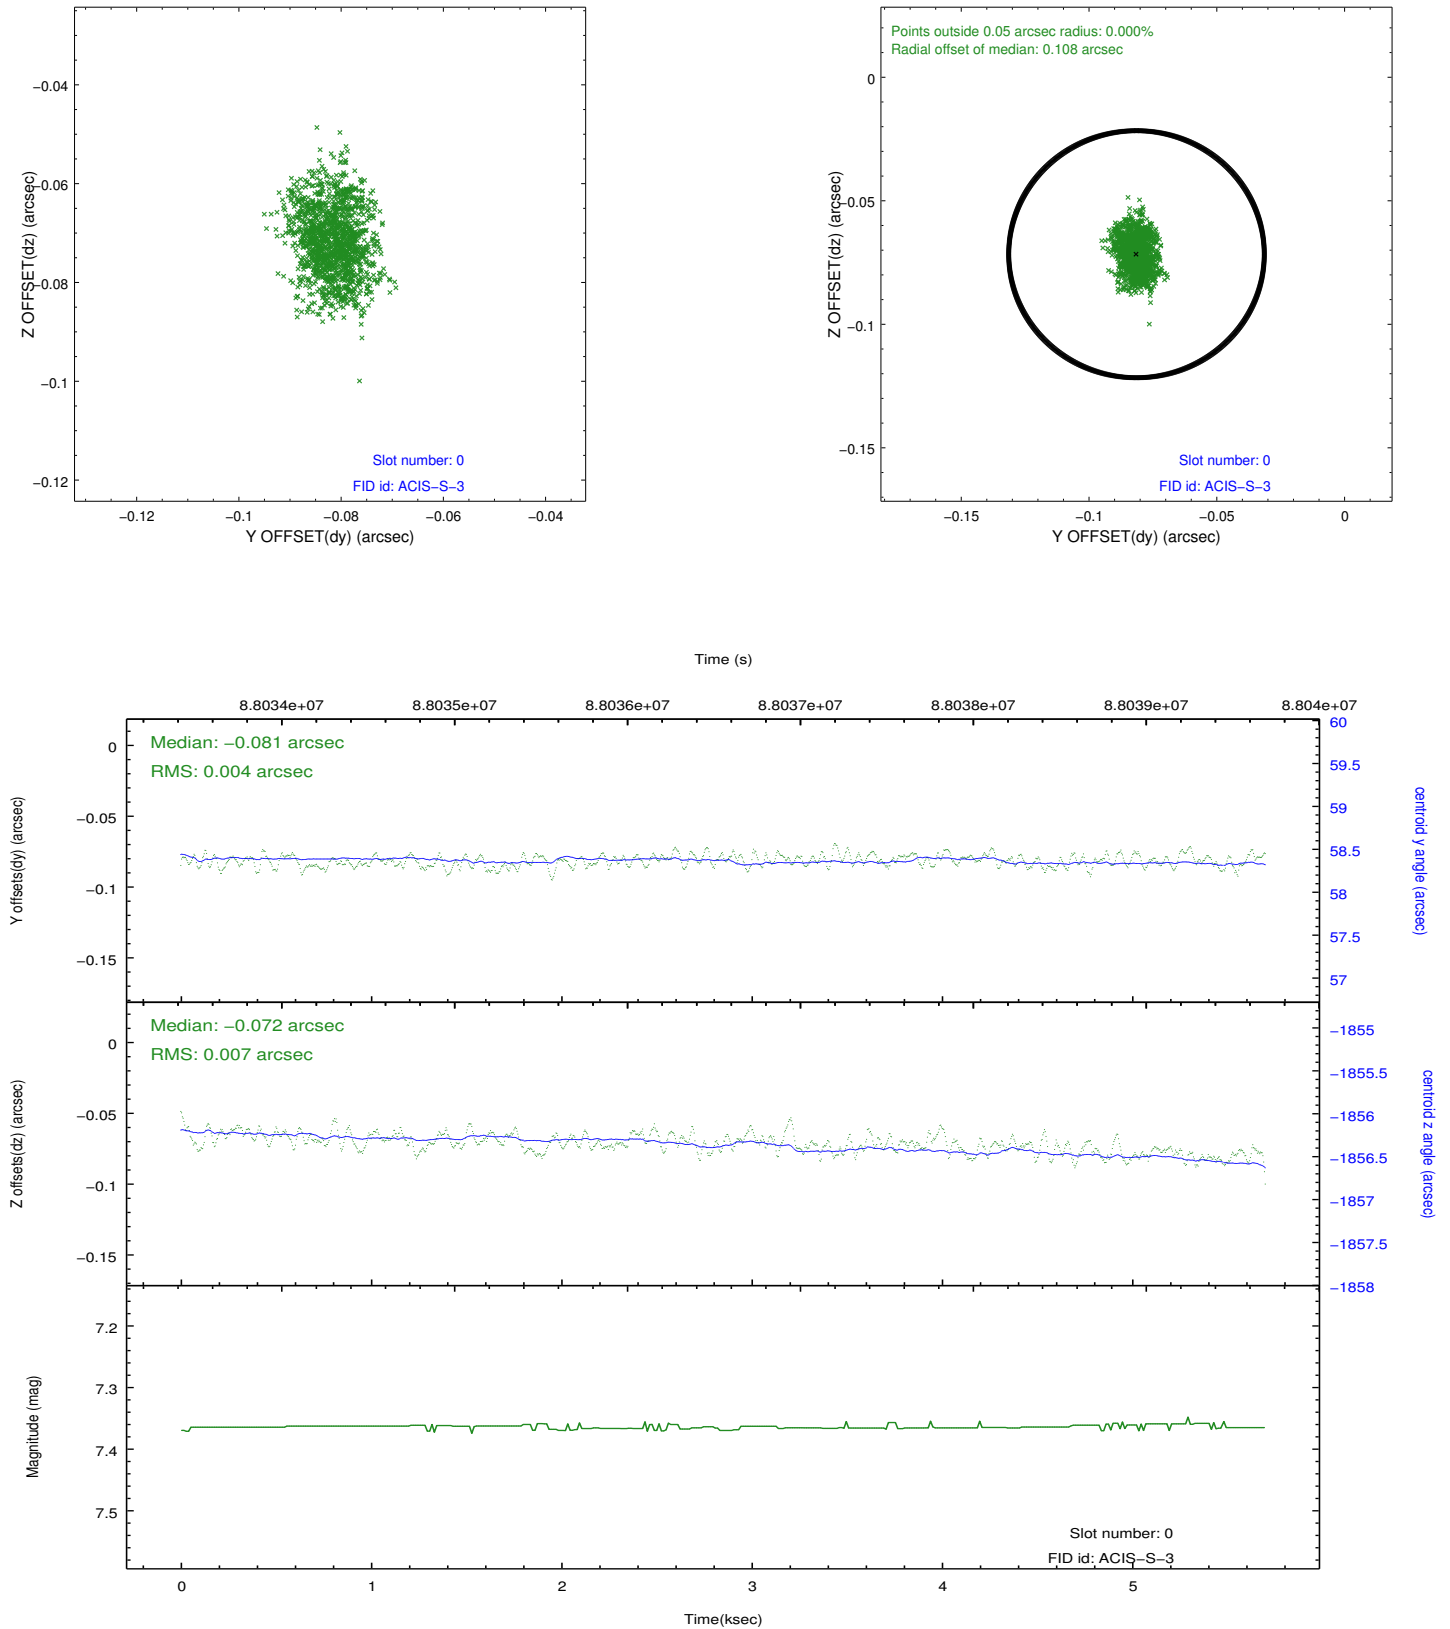 −0.04
−0.06
−0.08
−0.1
−0.12
Z OFFSET(dz) (arcsec)
Slot number: 0
FID id: ACIS−S−3
−0.12
−0.1
−0.08
−0.06
−0.04
Y OFFSET(dy) (arcsec)
Points outside 0.05 arcsec radius: 0.000%
Radial offset of median: 0.108 arcsec
0
−0.05
−0.1
−0.15
Z OFFSET(dz) (arcsec)
Slot number: 0
FID id: ACIS−S−3
−0.15
−0.1
−0.05
0
Y OFFSET(dy) (arcsec)
Time (s)
8.8034e+07
8.8035e+07
8.8036e+07
8.8037e+07
8.8038e+07
8.8039e+07
8.804e+07
Median: −0.081 arcsec
RMS: 0.004 arcsec
0
−0.05
−0.1
−0.15
Y offsets(dy) (arcsec)
60
59.5
59
58.5
58
57.5
57
centroid y angle (arcsec)
Median: −0.072 arcsec
RMS: 0.007 arcsec
0
−0.05
−0.1
−0.15
Z offsets(dz) (arcsec)
−1855
−1855.5
−1856
−1856.5
−1857
−1857.5
−1858
centroid z angle (arcsec)
7.2
7.3
7.4
7.5
Magnitude (mag)
Slot number: 0
FID id: ACIS−S−3
0
1
2
3
4
5
Time(ksec)